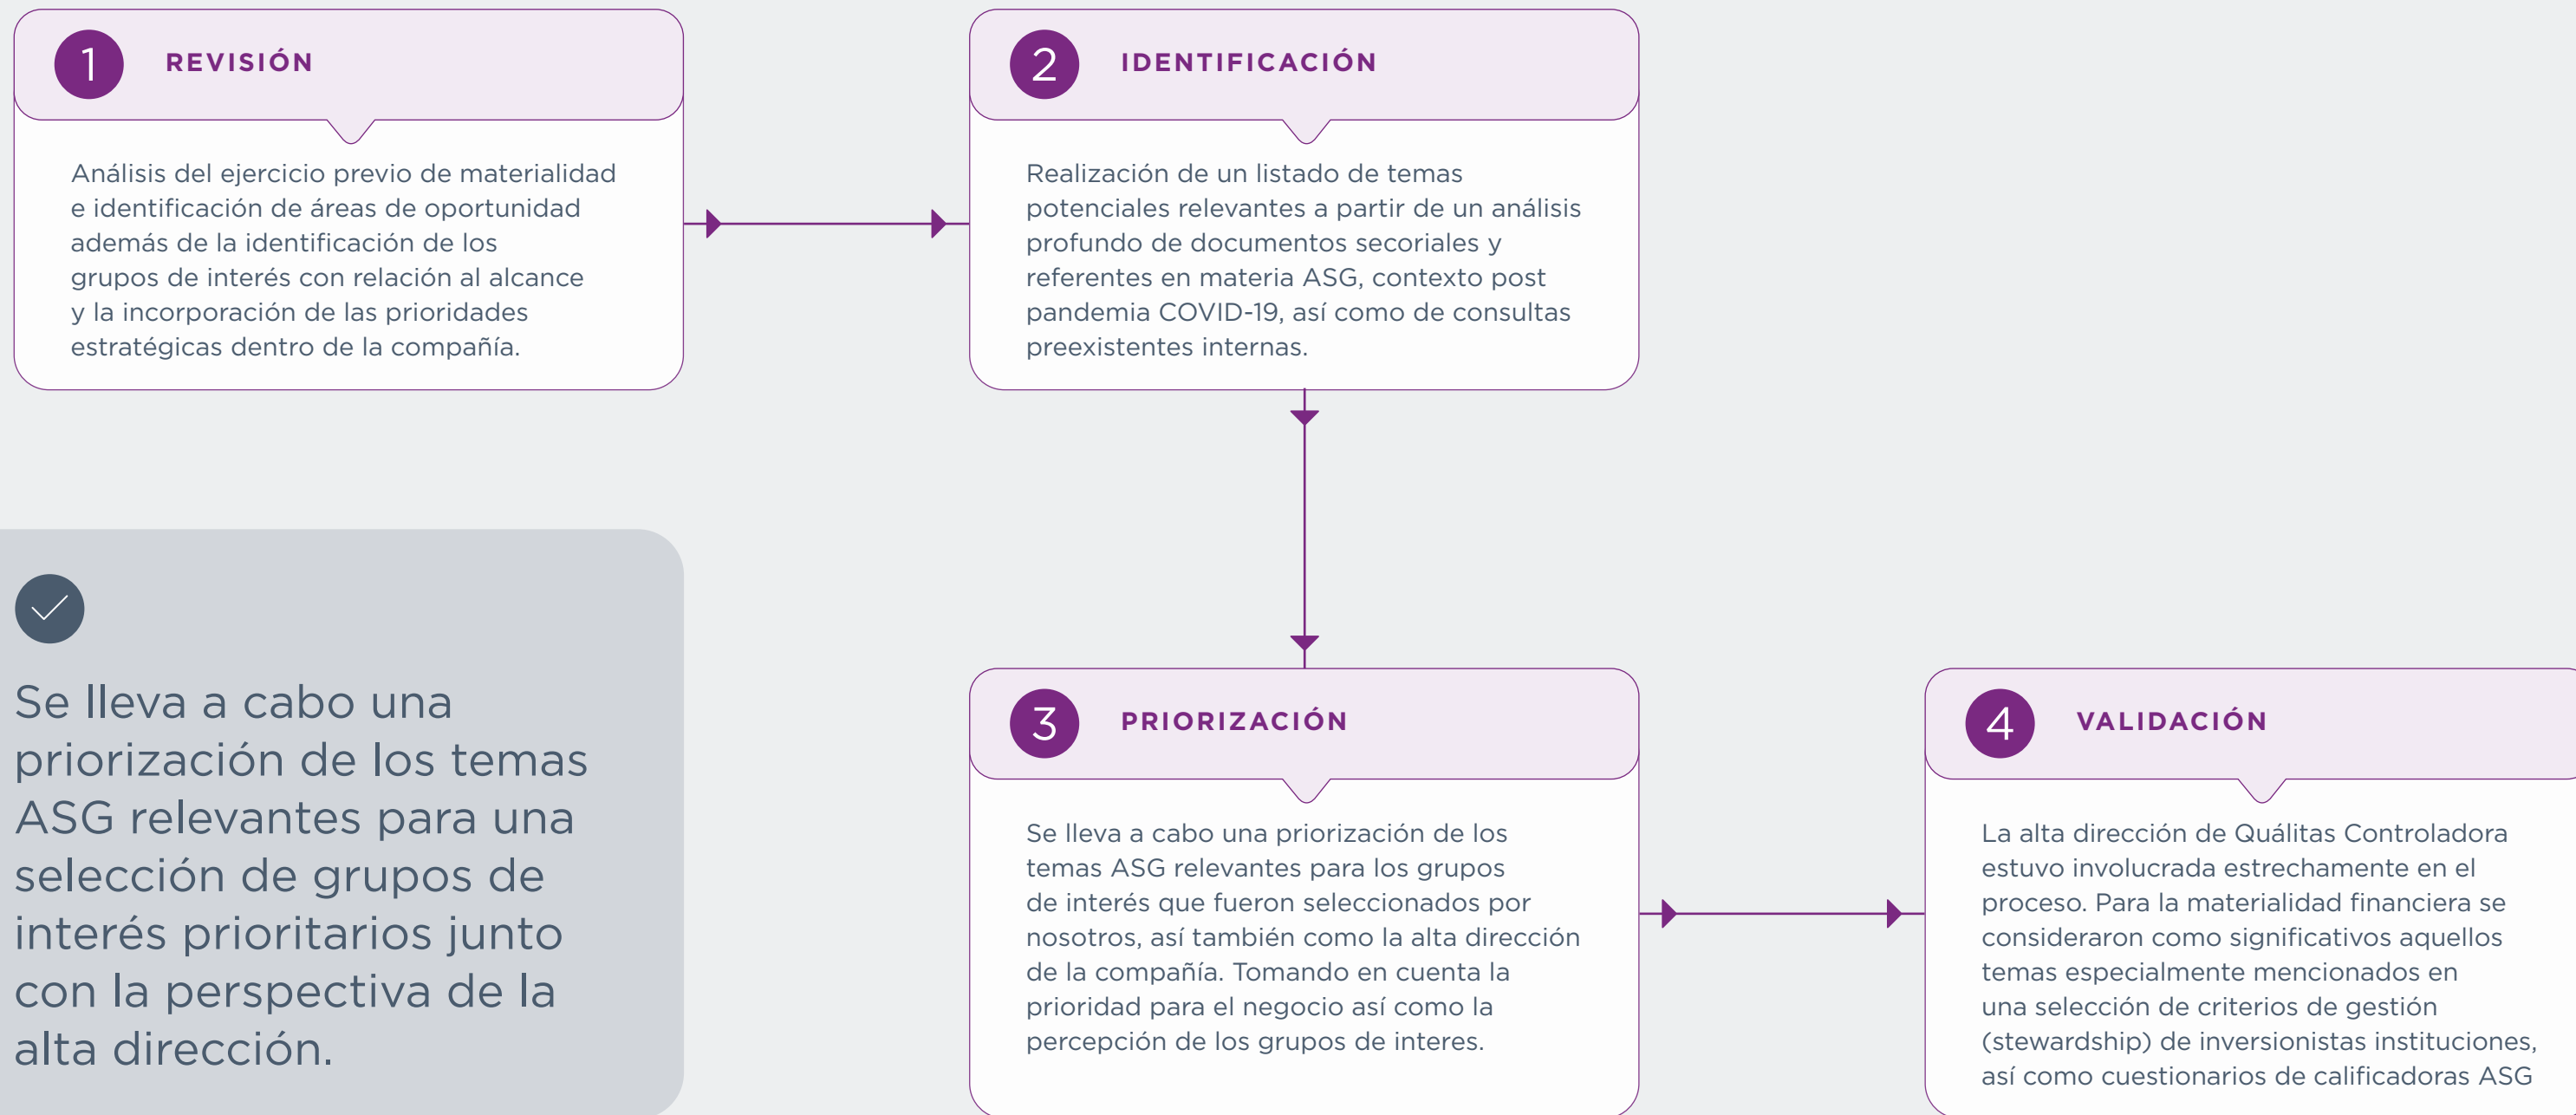 1
REVISIÓN
Análisis del ejercicio previo de materialidad
e identificación de áreas de oportunidad
además de la identificación de los
grupos de interés con relación al alcance
y la incorporación de las prioridades
estratégicas dentro de la compañía.
2
IDENTIFICACIÓN
Realización de un listado de temas
potenciales relevantes a partir de un análisis
profundo de documentos secoriales y
referentes en materia ASG, contexto post
pandemia COVID-19, así como de consultas
preexistentes internas.
Se lleva a cabo una
priorización de los temas
ASG relevantes para una
selección de grupos de
interés prioritarios junto
con la perspectiva de la
alta dirección.
3
PRIORIZACIÓN
Se lleva a cabo una priorización de los
temas ASG relevantes para los grupos
de interés que fueron seleccionados por
nosotros, así también como la alta dirección
de la compañía. Tomando en cuenta la
prioridad para el negocio así como la
percepción de los grupos de interes.
4
VALIDACIÓN
La alta dirección de Quálitas Controladora
estuvo involucrada estrechamente en el
proceso. Para la materialidad financiera se
consideraron como significativos aquellos
temas especialmente mencionados en
una selección de criterios de gestión
(stewardship) de inversionistas instituciones,
así como cuestionarios de calificadoras ASG